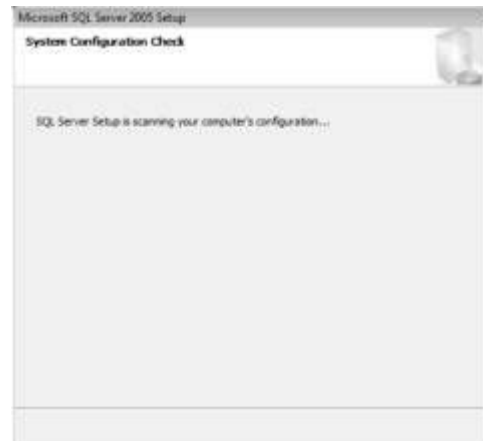 Microsoft SQL Server 2005 Setup
System Configuration Check
SQL Server Setup is scanning your computer's configuration...